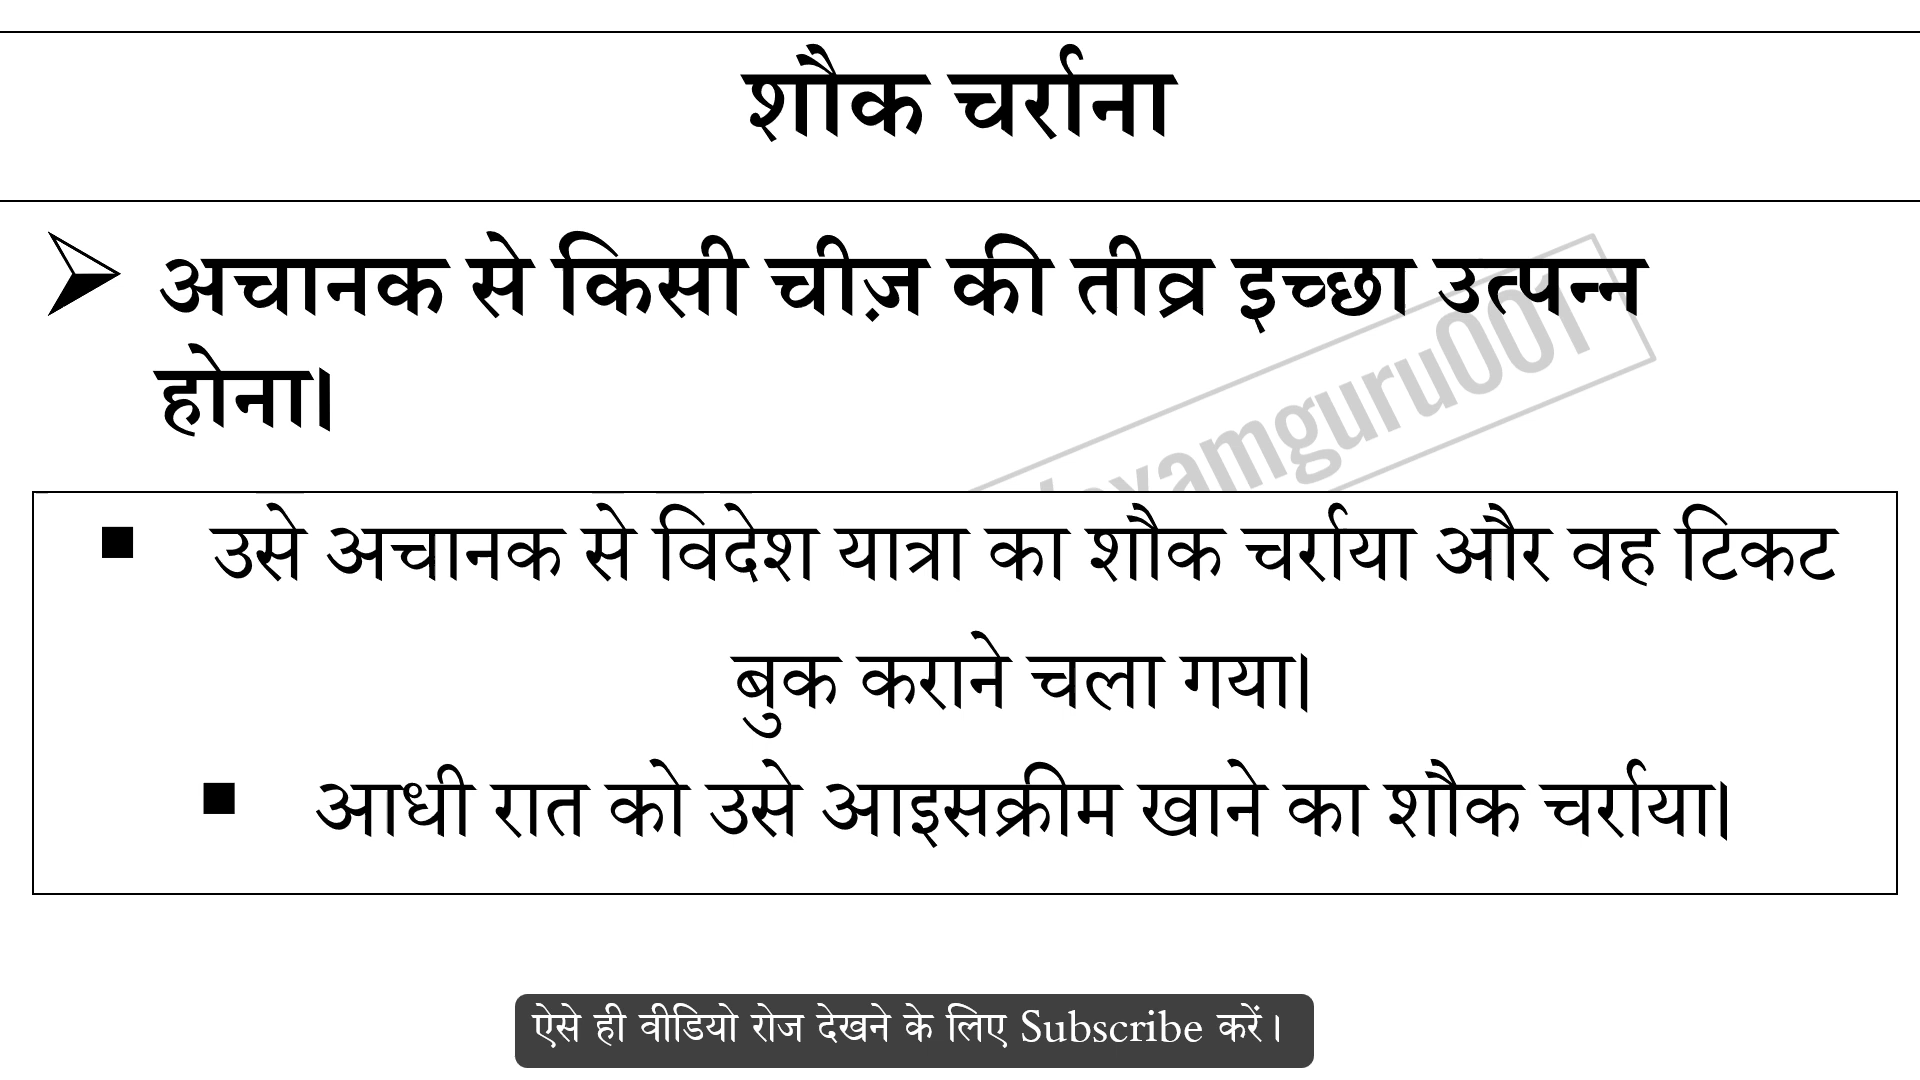 शौक चर्राना
अचानक से किसी चीज़ की तीव्र इच्छा उत्पन्न
होना।
examguru001
उसे अचानक से विदेश यात्रा का शौक चर्राया और वह टिकट
बुक कराने चला गया।
आधी रात को उसे आइसक्रीम खाने का शौक चर्राया।
ऐसे ही वीडियो रोज देखने के लिए Subscribe करें।